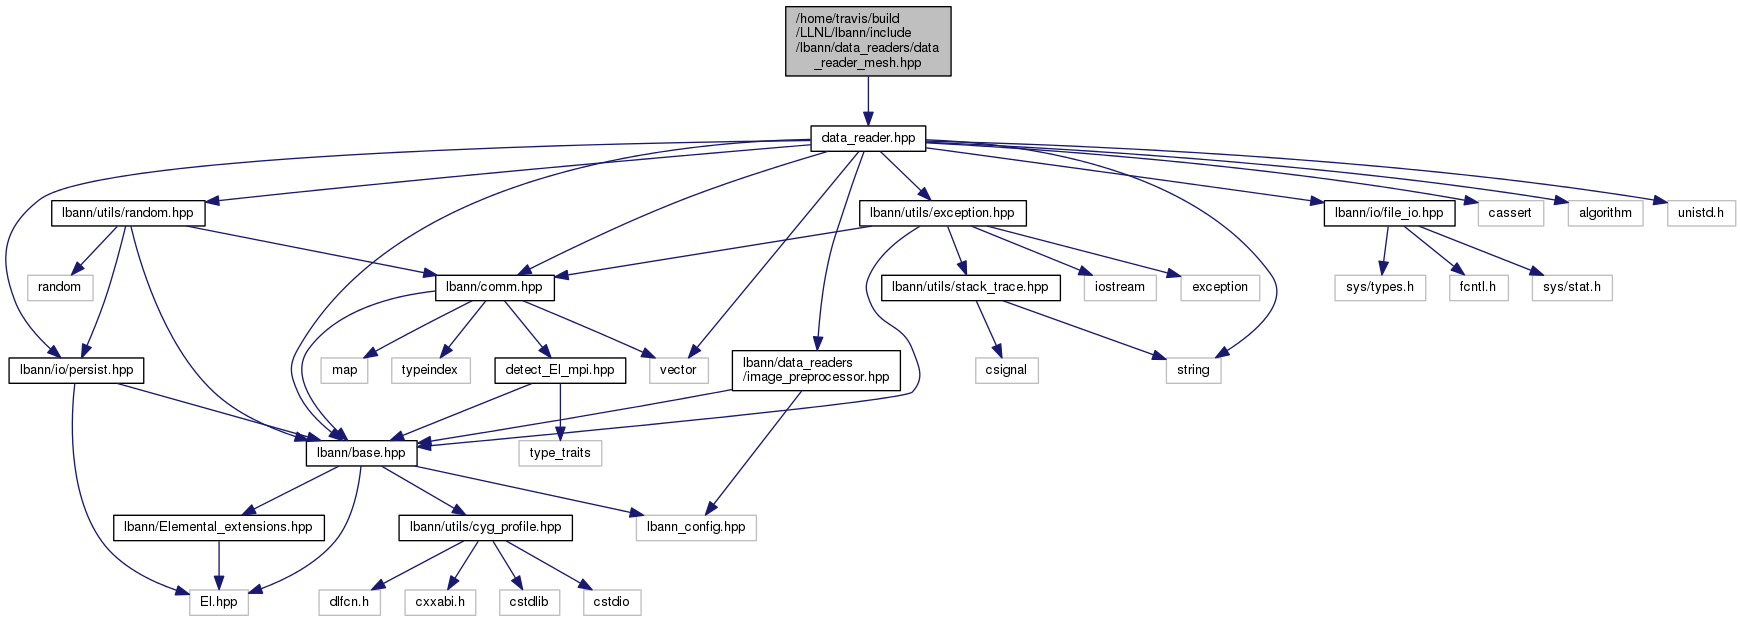 /home/travis/build
/LLNL/lbann/include
/lbann/data_readers/data
_reader_mesh.hpp
data_reader.hpp
lbann/utils/random.hpp
lbann/utils/exception.hpp
lbann/io/file_io.hpp
cassert
algorithm
unistd.h
random
lbann/comm.hpp
lbann/utils/stack_trace.hpp
iostream
exception
sys/types.h
fcntl.h
sys/stat.h
lbann/io/persist.hpp
map
typeindex
detect_El_mpi.hpp
vector
lbann/data_readers
/image_preprocessor.hpp
csignal
string
lbann/base.hpp
type_traits
lbann/Elemental_extensions.hpp
lbann/utils/cyg_profile.hpp
lbann_config.hpp
El.hpp
dlfcn.h
cxxabi.h
cstdlib
cstdio